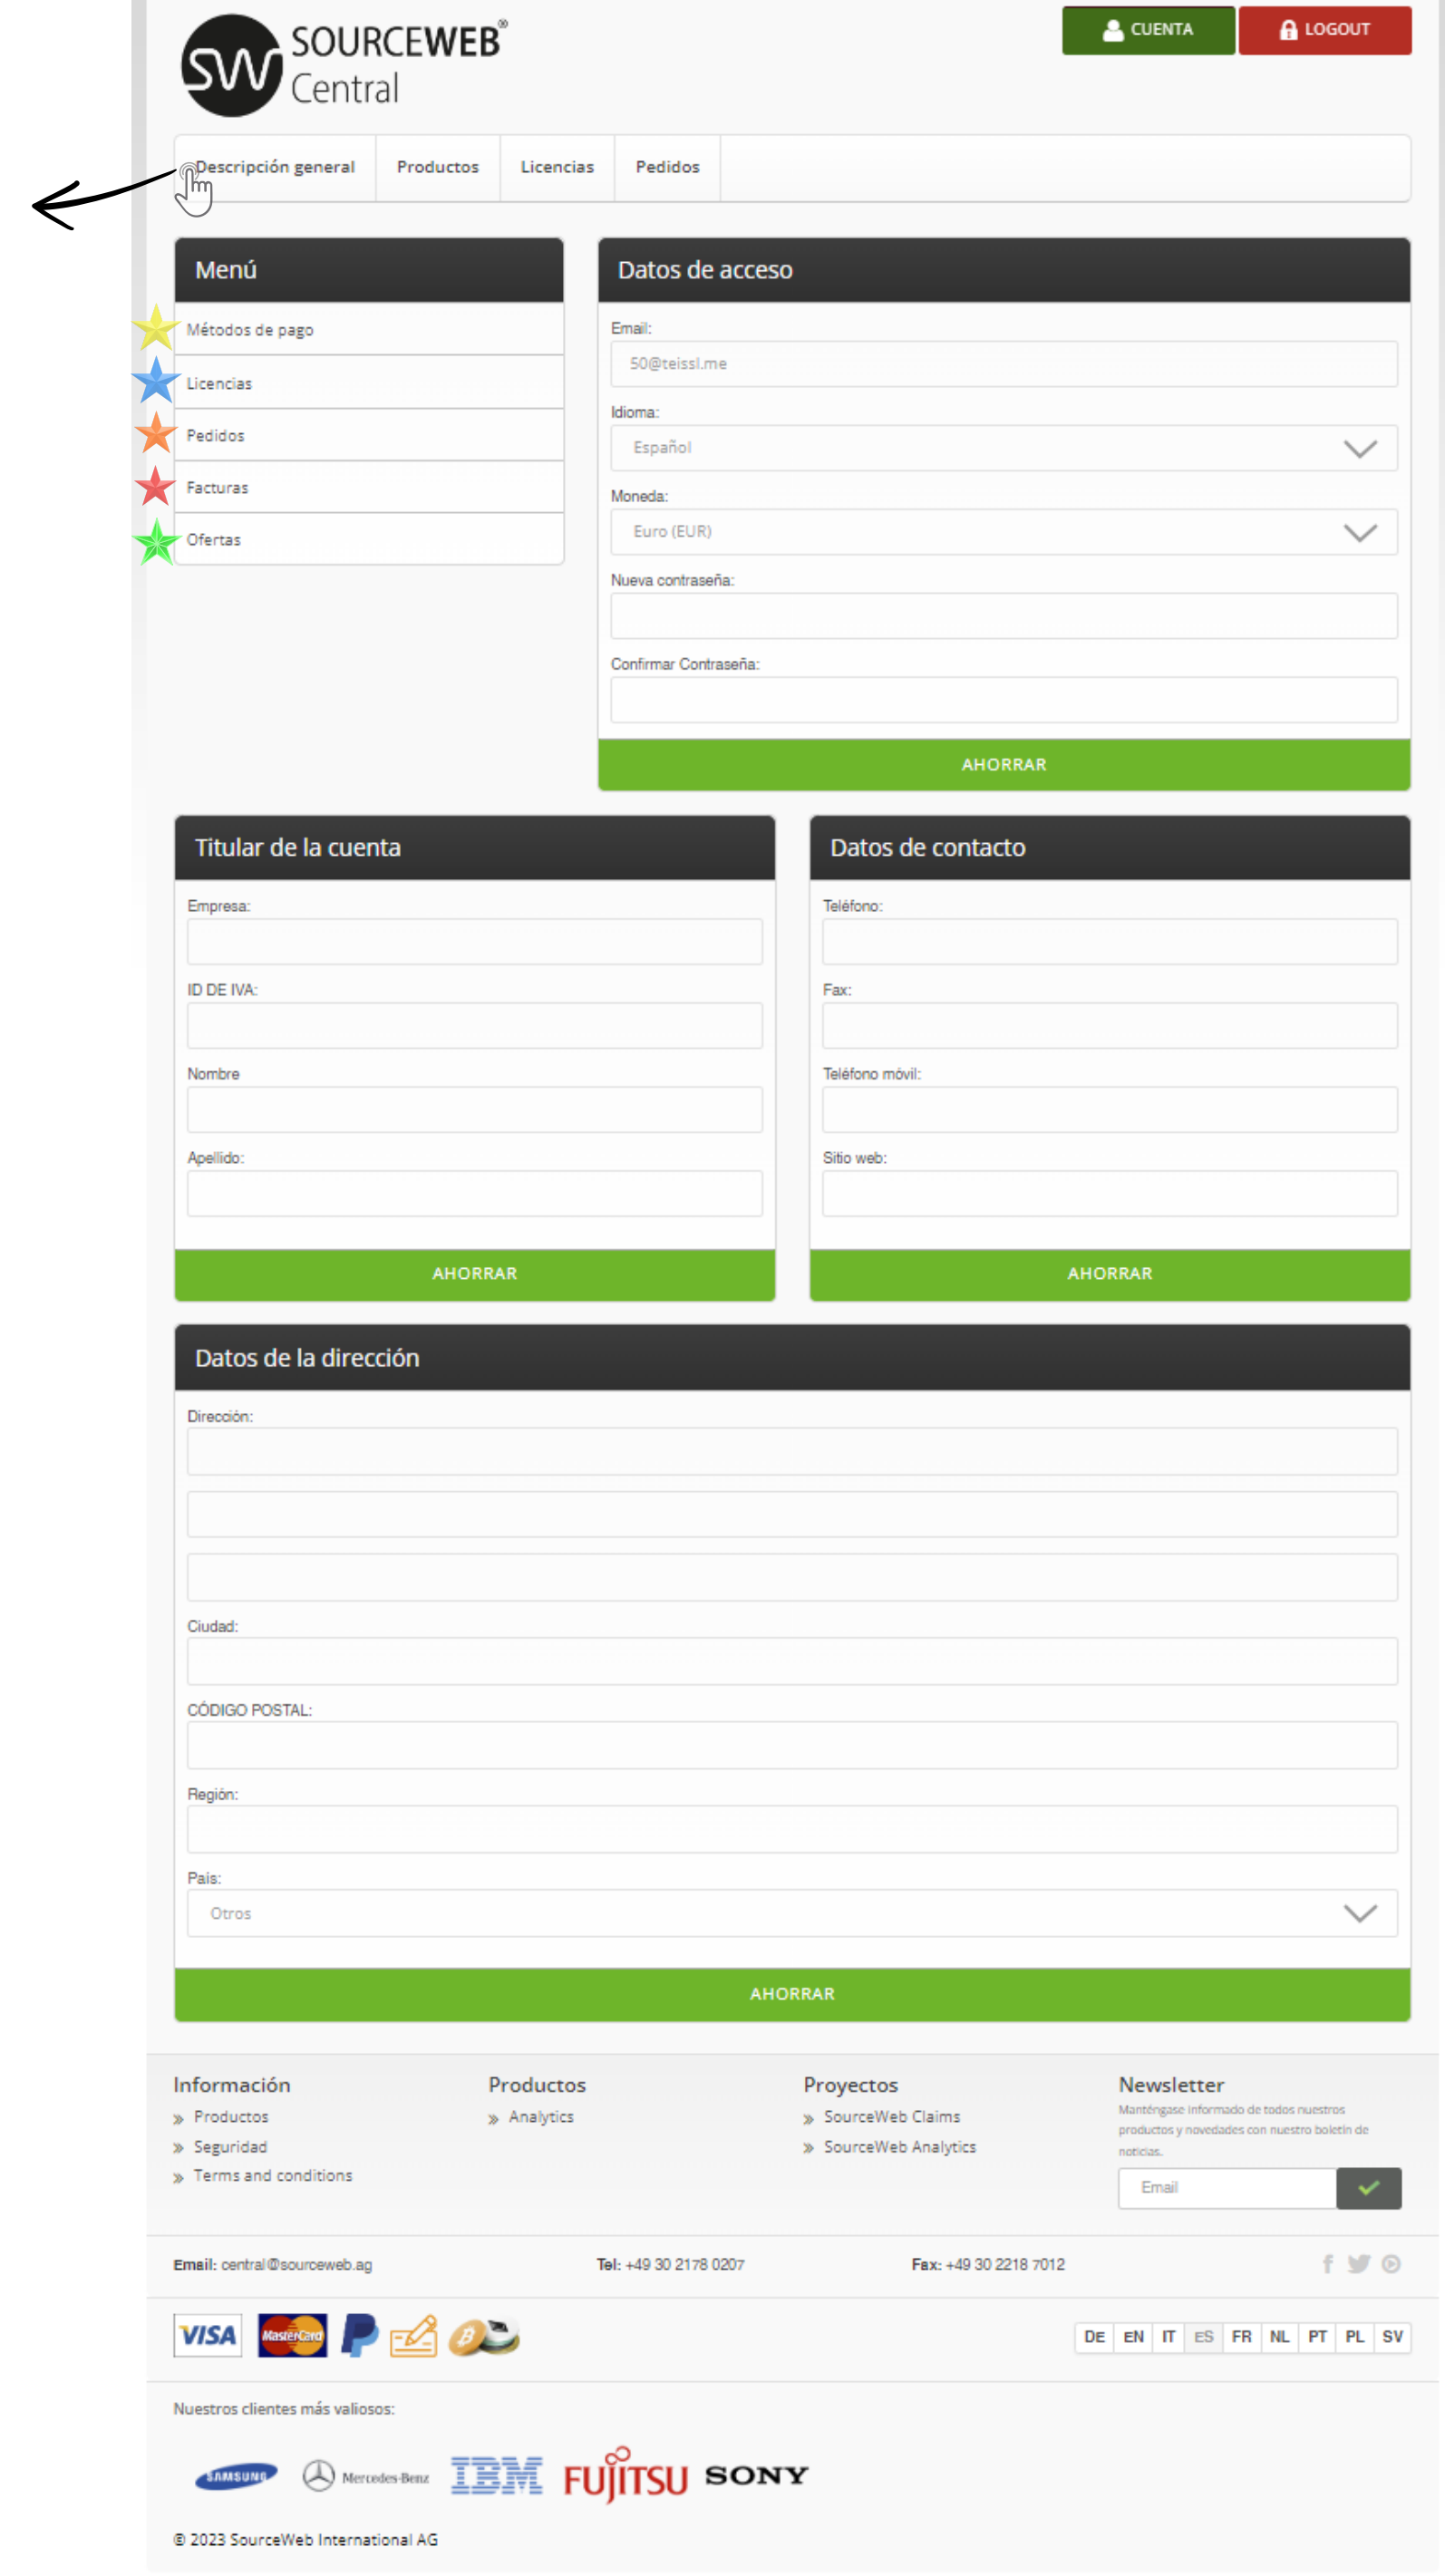 SW SOURCEWEB®
Central
CUENTA
LOGOUT
Descripción general
Productos
Licencias
Pedidos
Menú
Métodos de pago
Licencias
Pedidos
Facturas
Ofertas
Datos de acceso
Email:
50@teissl.me
Idioma:
Español
Moneda:
Euro (EUR)
Nueva contraseña:
Confirmar Contraseña:
AHORRAR
Titular de la cuenta
Empresa:
ID DE IVA:
Nombre
Apellido:
AHORRAR
Datos de contacto
Teléfono:
Fax:
Teléfono móvil:
Sitio web:
AHORRAR
Datos de la dirección
Dirección:
Ciudad:
CÓDIGO POSTAL:
Región:
País:
Otros
AHORRAR
Información
» Productos
» Seguridad
» Terms and conditions
Productos
» Analytics
Proyectos
» SourceWeb Claims
» SourceWeb Analytics
Newsletter
Manténgase informado de todos nuestros
productos y novedades con nuestro boletín de
noticias.
Email
Email: central@sourceweb.ag
Tel: +49 30 2178 0207
Fax: +49 30 2218 7012
VISA MasterCard
DE EN IT ES FR NL PT PL SV
Nuestros clientes más valiosos:
SAMSUNG Mercedes-Benz IBM FUJITSU SONY
© 2023 SourceWeb International AG